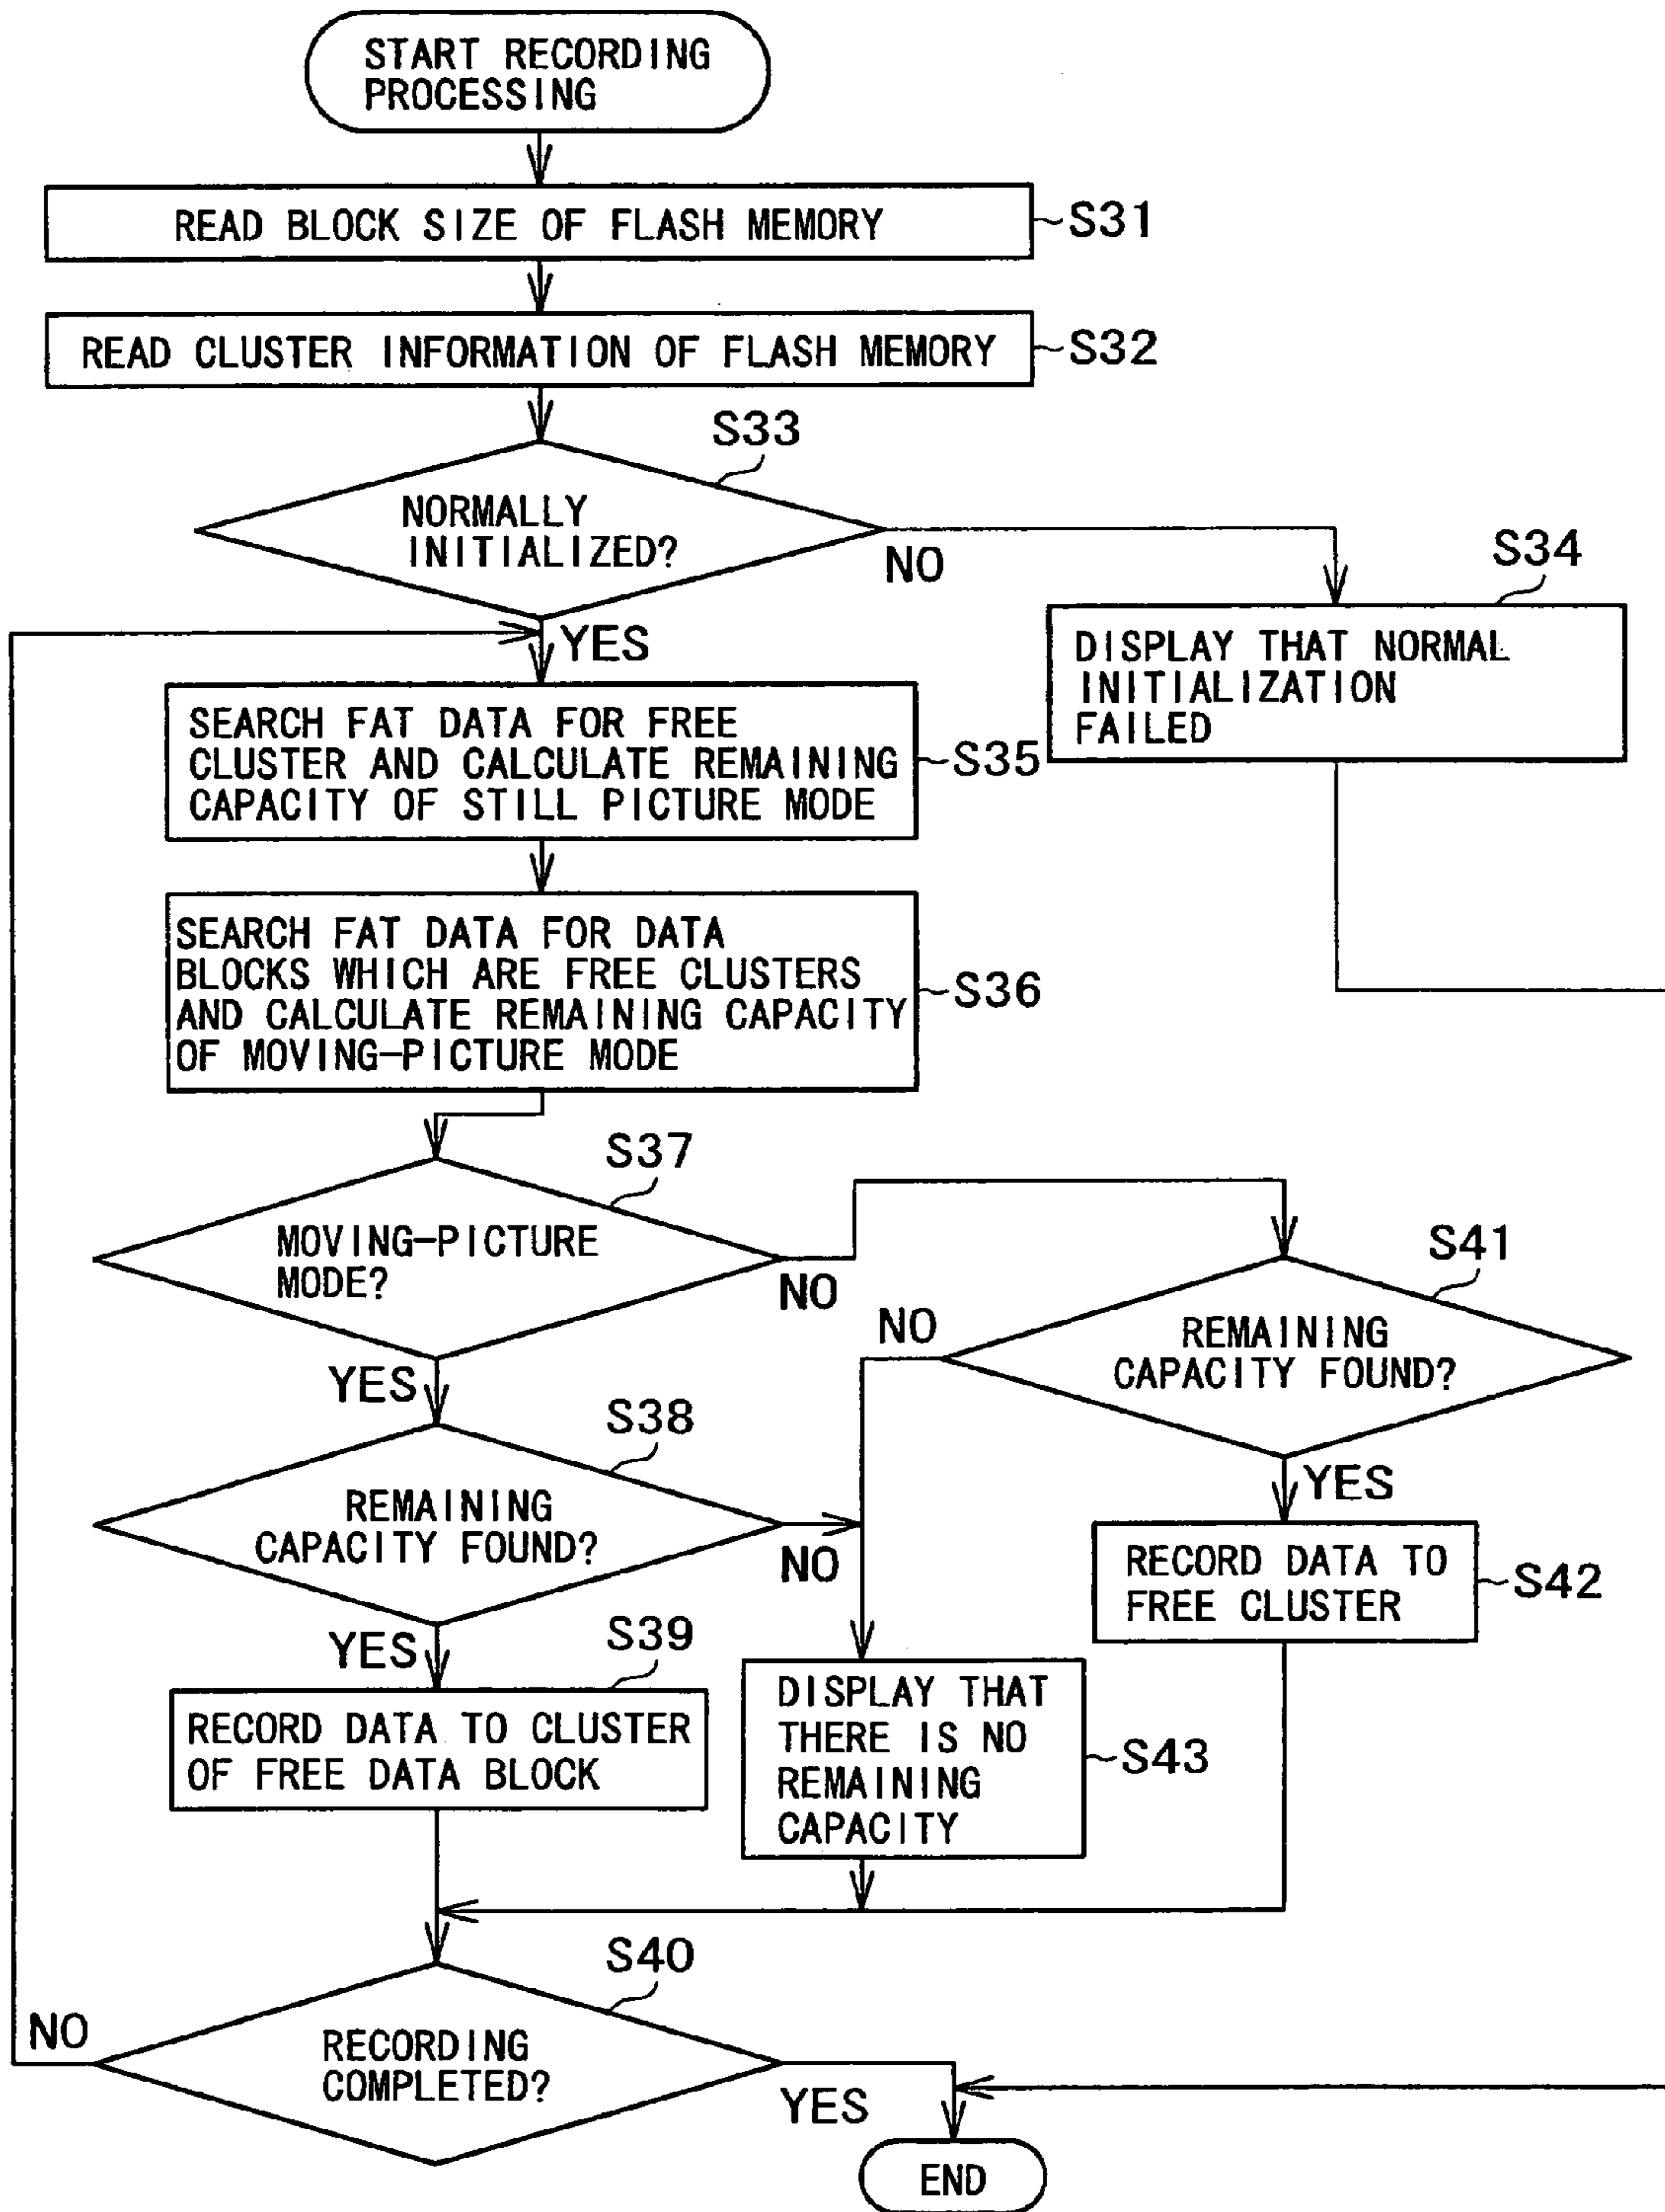 START RECORDING
PROCESSING
READ BLOCK SIZE OF FLASH MEMORY
S31
READ CLUSTER INFORMATION OF FLASH MEMORY
S32
S33
NORMALLY
INITIALIZED?
NO
S34
YES
DISPLAY THAT NORMAL
INITIALIZATION
FAILED
SEARCH FAT DATA FOR FREE
CLUSTER AND CALCULATE REMAINING
CAPACITY OF STILL PICTURE MODE
S35
SEARCH FAT DATA FOR DATA
BLOCKS WHICH ARE FREE CLUSTERS
AND CALCULATE REMAINING CAPACITY
OF MOVING-PICTURE MODE
S36
S37
MOVING-PICTURE
MODE?
NO
S41
NO
REMAINING
CAPACITY FOUND?
YES
S38
REMAINING
CAPACITY FOUND?
NO
YES
RECORD DATA TO
FREE CLUSTER
S42
YES
S39
RECORD DATA TO CLUSTER
OF FREE DATA BLOCK
DISPLAY THAT
THERE IS NO
REMAINING
CAPACITY
S43
S40
NO
RECORDING
COMPLETED?
YES
END